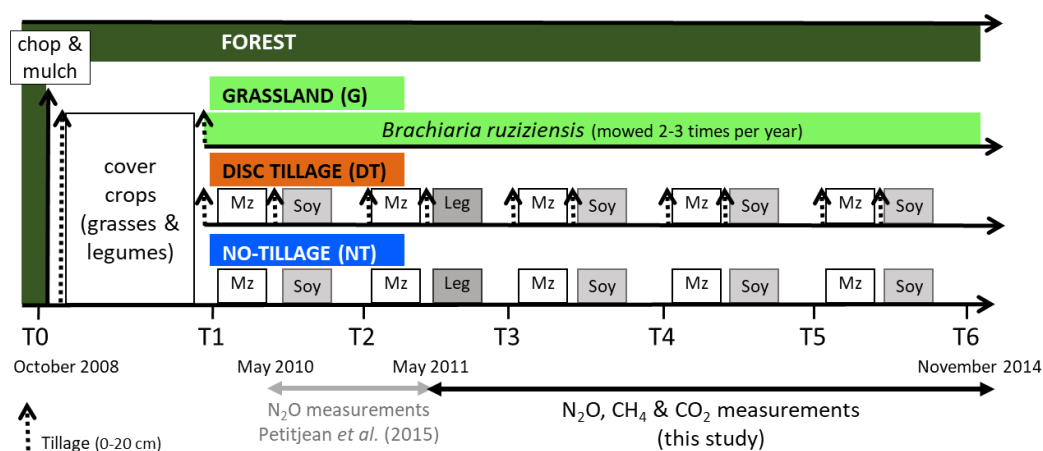 FOREST
chop &
mulch
GRASSLAND (G)
Brachiaria ruziziensis (mowed 2-3 times per year)
cover
crops
(grasses &
legumes)
DISC TILLAGE (DT)
Mz Soy Mz Leg Mz Soy Mz Soy Mz Soy
NO-TILLAGE (NT)
Mz Soy Mz Leg Mz Soy Mz Soy Mz Soy
T0 T1 T2 T3 T4 T5 T6
October 2008 May 2010 May 2011 November 2014
N2O measurements
Petitjean et al. (2015)
N2O, CH4 & CO2 measurements
(this study)
Tillage (0-20 cm)